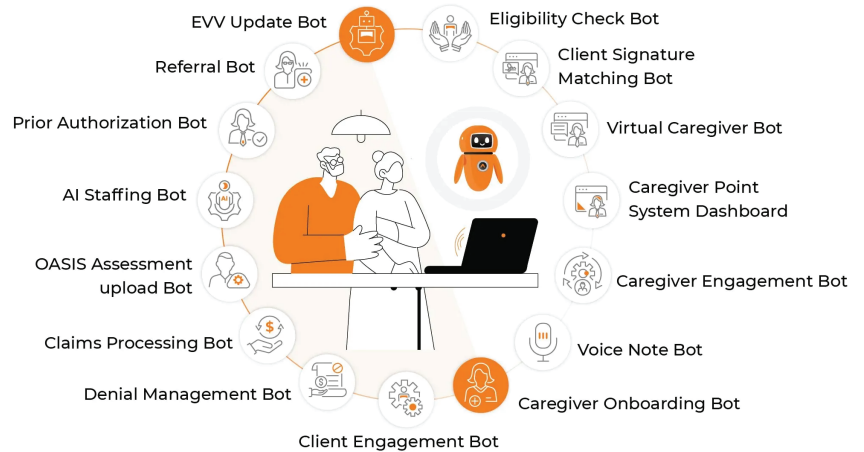 EVV Update Bot
Eligibility Check Bot
Client Signature
Matching Bot
Virtual Caregiver Bot
Caregiver Point
System Dashboard
Caregiver Engagement Bot
Voice Note Bot
Caregiver Onboarding Bot
Client Engagement Bot
Denial Management Bot
$
Claims Processing Bot
$
OASIS Assessment
upload Bot
AI Staffing Bot
AI
Prior Authorization Bot
Referral Bot